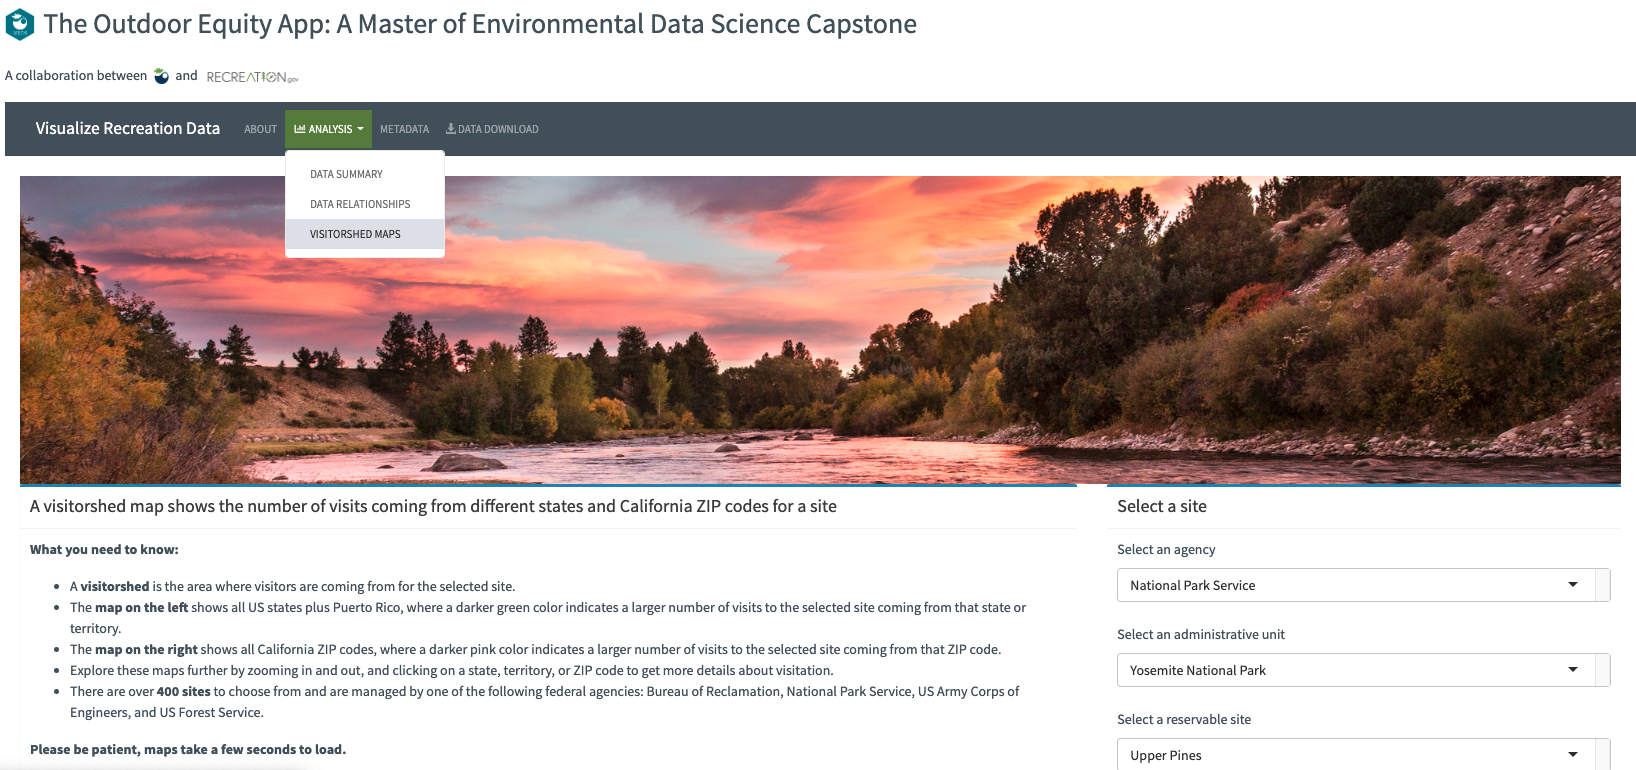 The Outdoor Equity App: A Master of Environmental Data Science Capstone
A collaboration between and RECREATION.gov
Visualize Recreation Data ABOUT ANALYSIS METADATA DATA DOWNLOAD
DATA SUMMARY
DATA RELATIONSHIPS
VISITORSHED MAPS
A visitorshed map shows the number of visits coming from different states and California ZIP codes for a site
What you need to know:
• A visitorshed is the area where visitors are coming from for the selected site.
• The map on the left shows all US states plus Puerto Rico, where a darker green color indicates a larger number of visits to the selected site coming from that state or
territory.
• The map on the right shows all California ZIP codes, where a darker pink color indicates a larger number of visits to the selected site coming from that ZIP code.
• Explore these maps further by zooming in and out, and clicking on a state, territory, or ZIP code to get more details about visitation.
• There are over 400 sites to choose from and are managed by one of the following federal agencies: Bureau of Reclamation, National Park Service, US Army Corps of
Engineers, and US Forest Service.
Please be patient, maps take a few seconds to load.
Select a site
Select an agency
National Park Service
Select an administrative unit
Yosemite National Park
Select a reservable site
Upper Pines